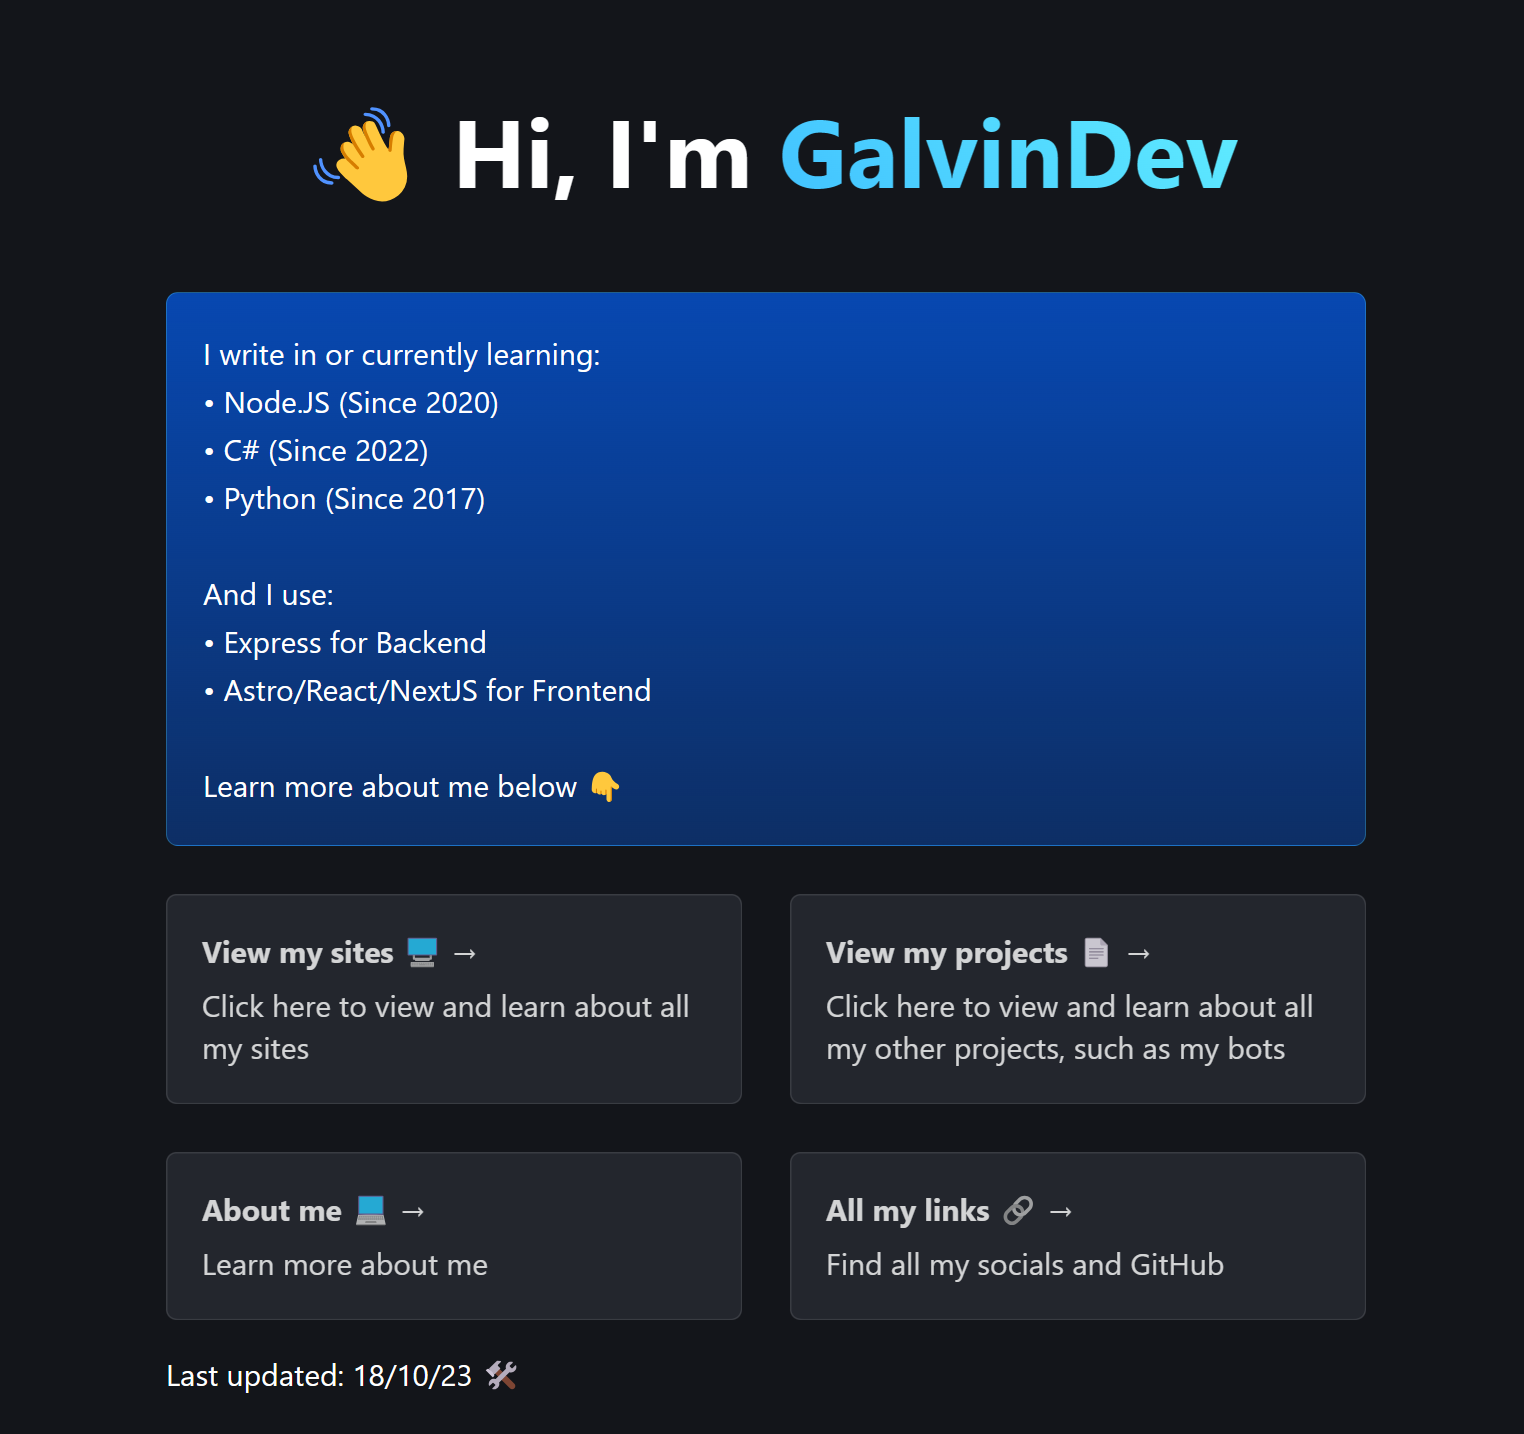 👋 Hi, I'm GalvinDev
I write in or currently learning:
• Node.JS (Since 2020)
• C# (Since 2022)
• Python (Since 2017)
And I use:
• Express for Backend
• Astro/React/NextJS for Frontend
Learn more about me below 👇
View my sites 🖥️ →
Click here to view and learn about all
my sites
View my projects 📄 →
Click here to view and learn about all
my other projects, such as my bots
About me 💻 →
Learn more about me
All my links 🔗 →
Find all my socials and GitHub
Last updated: 18/10/23 🛠️